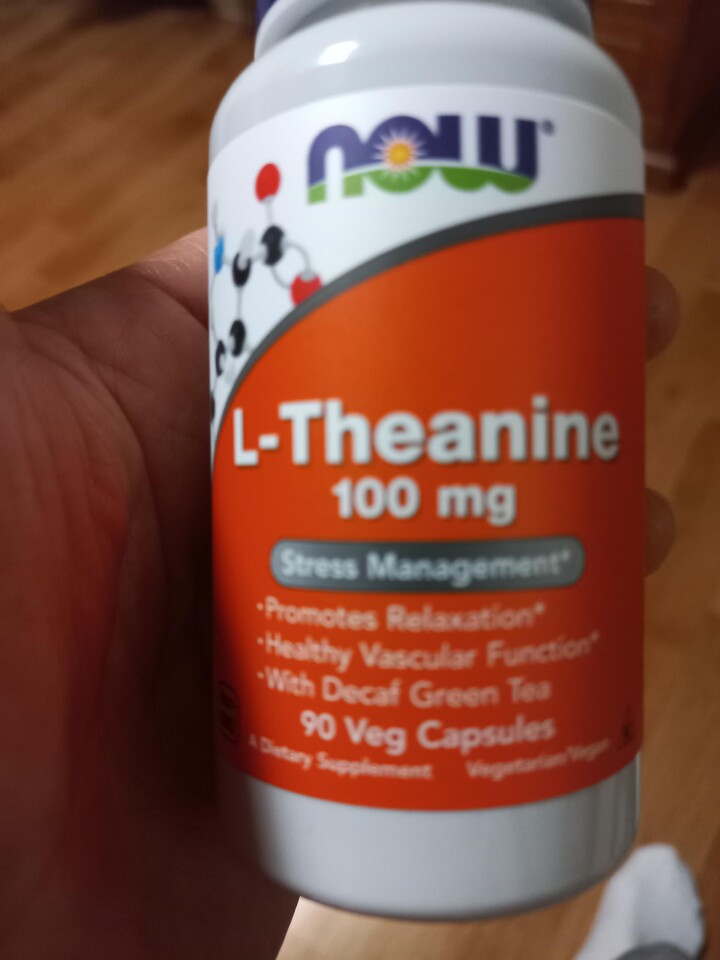 NOW®
L-Theanine
100 mg
Stress Management*
•Promotes Relaxation*
•Healthy Vascular Function*
•With Decaf Green Tea
90 Veg Capsules
A Dietary Supplement Vegetarian/Vegan